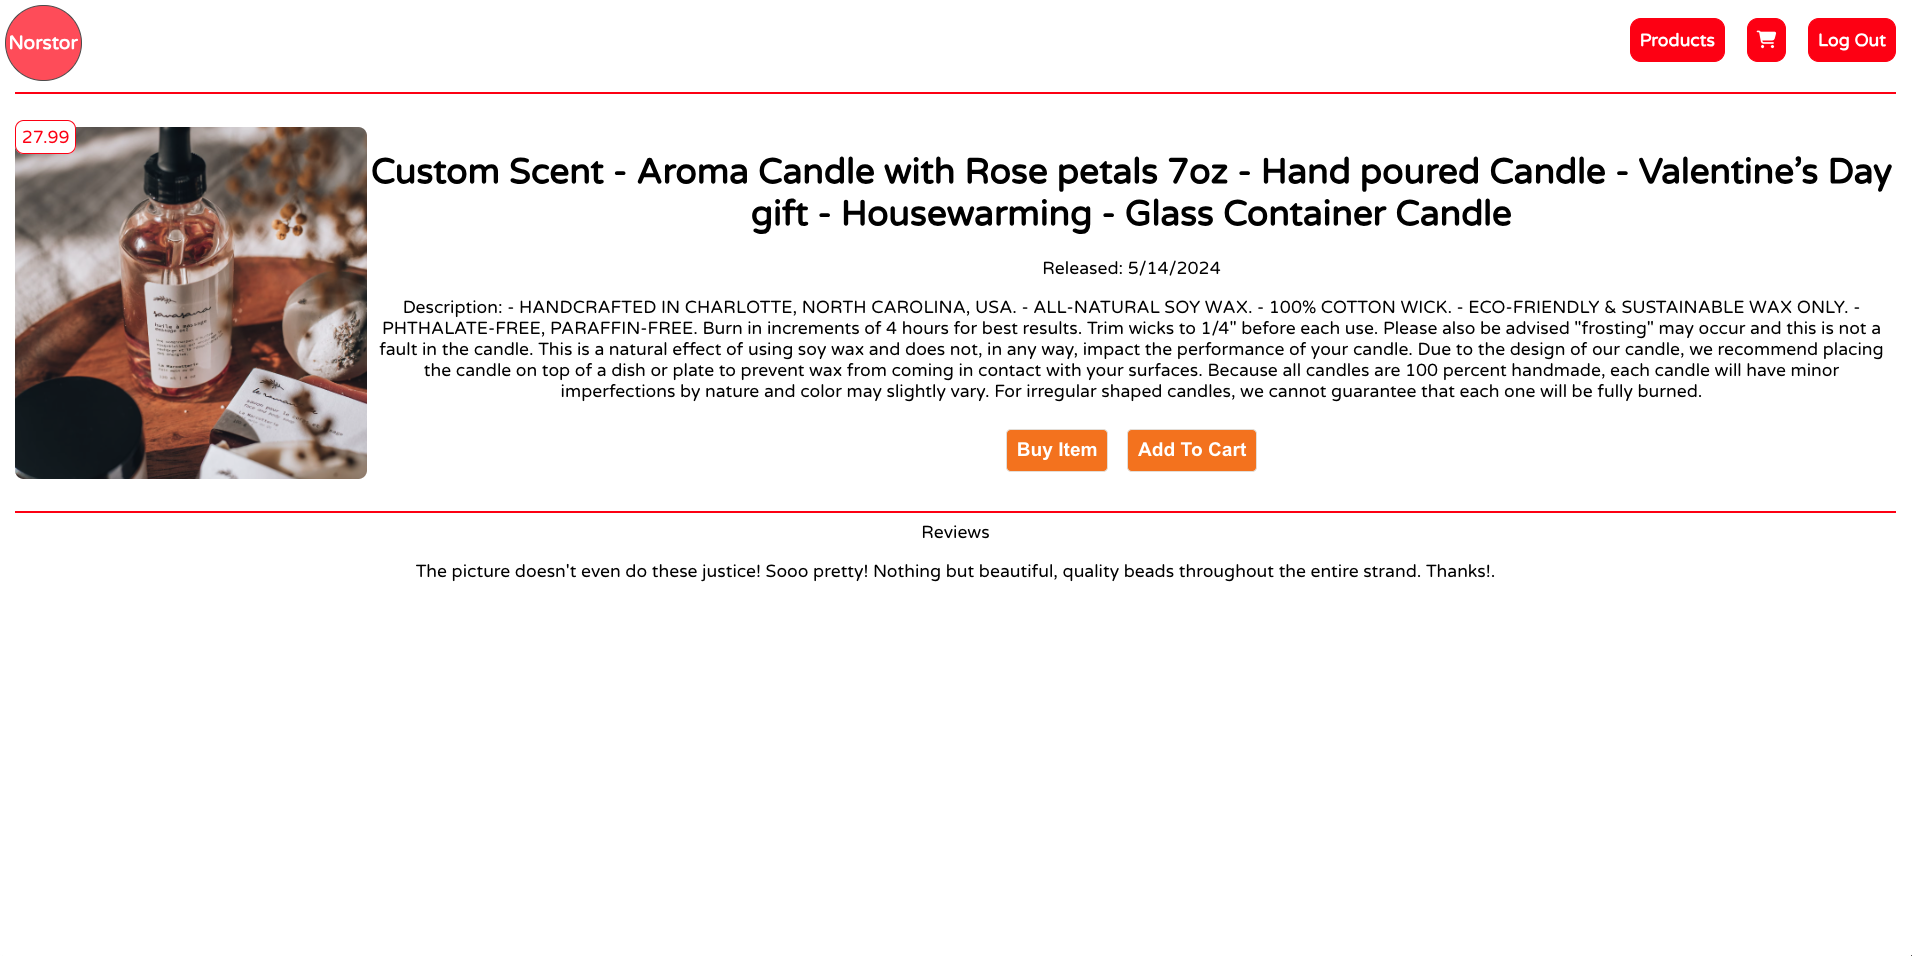 Norstor
Products
Log Out
27.99
Custom Scent - Aroma Candle with Rose petals 7oz - Hand poured Candle - Valentine’s Day
gift - Housewarming - Glass Container Candle
Released: 5/14/2024
Description: - HANDCRAFTED IN CHARLOTTE, NORTH CAROLINA, USA. - ALL-NATURAL SOY WAX. - 100% COTTON WICK. - ECO-FRIENDLY & SUSTAINABLE WAX ONLY. -
PHTHALATE-FREE, PARAFFIN-FREE. Burn in increments of 4 hours for best results. Trim wicks to 1/4" before each use. Please also be advised "frosting" may occur and this is not a
fault in the candle. This is a natural effect of using soy wax and does not, in any way, impact the performance of your candle. Due to the design of our candle, we recommend placing
the candle on top of a dish or plate to prevent wax from coming in contact with your surfaces. Because all candles are 100 percent handmade, each candle will have minor
imperfections by nature and color may slightly vary. For irregular shaped candles, we cannot guarantee that each one will be fully burned.
savasana
huile à massage
massage oil
Buy Item
Add To Cart
Reviews
The picture doesn't even do these justice! Sooo pretty! Nothing but beautiful, quality beads throughout the entire strand. Thanks!.